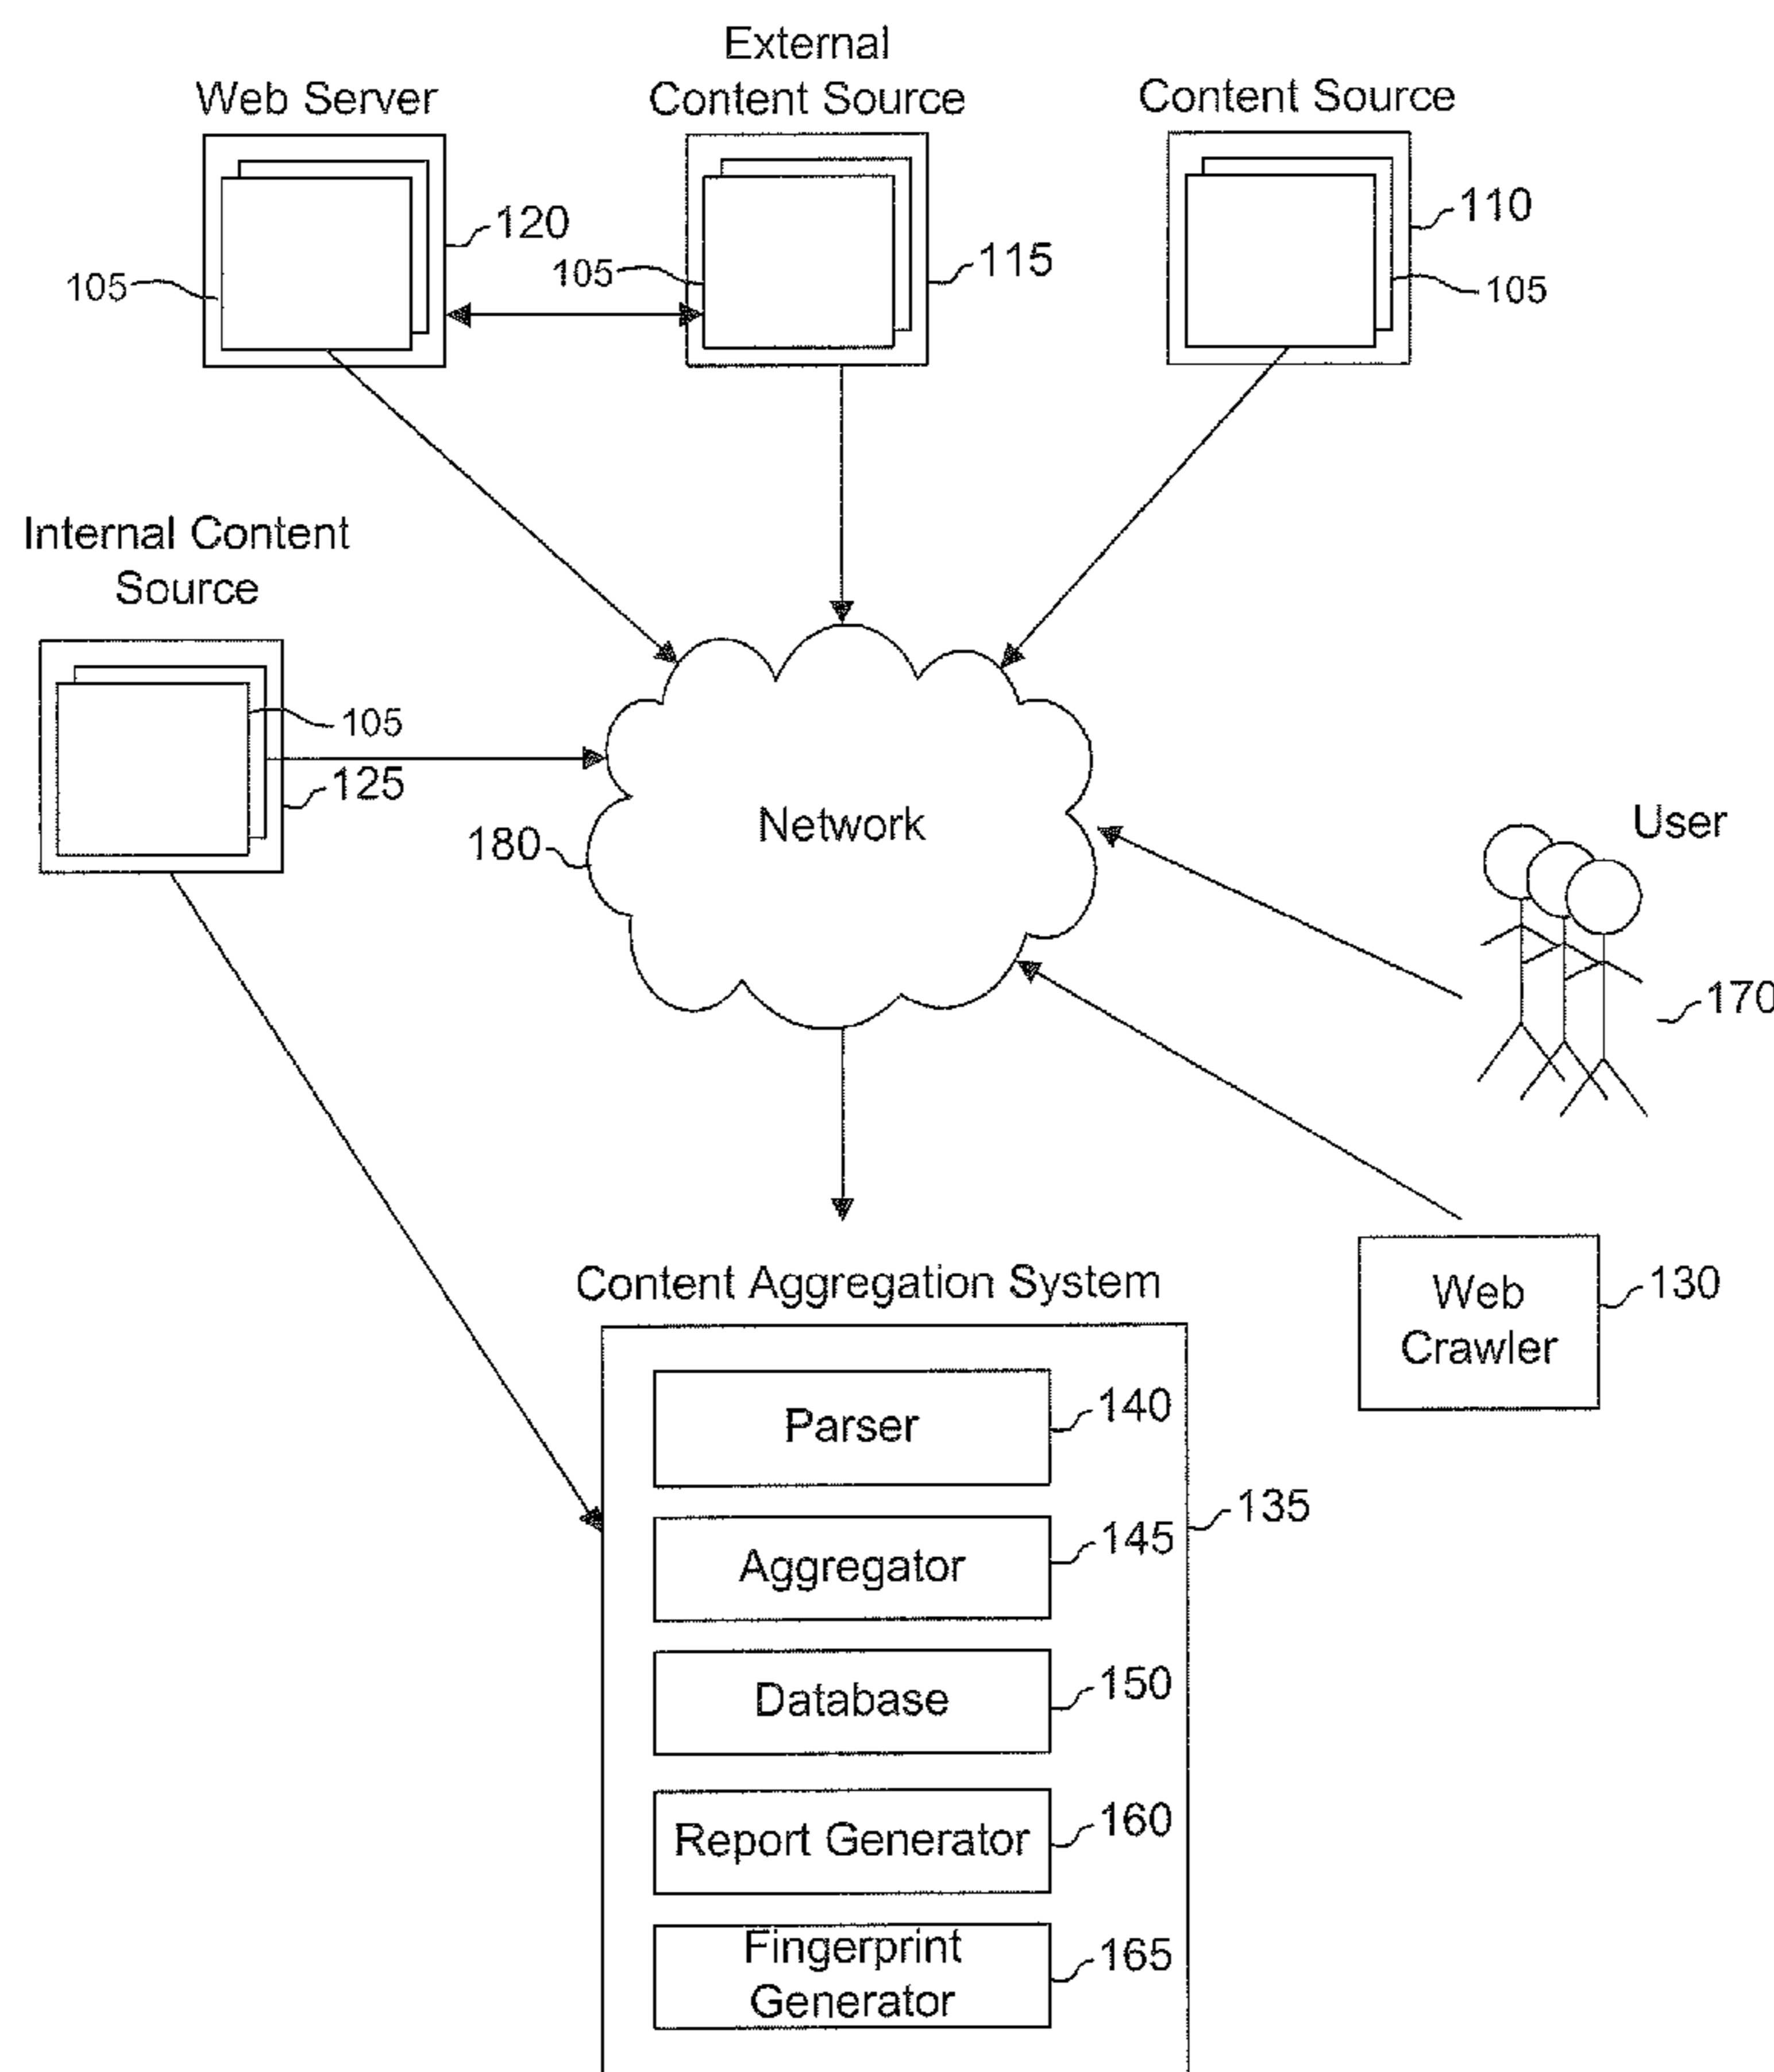 External
Web Server
Content Source
Content Source
120
110
115
105
105
105
Internal Content
Source
105
125
Network
180
User
170
Content Aggregation System
Web
Crawler
130
Parser
140
135
Aggregator
145
Database
150
Report Generator
160
Fingerprint
Generator
165